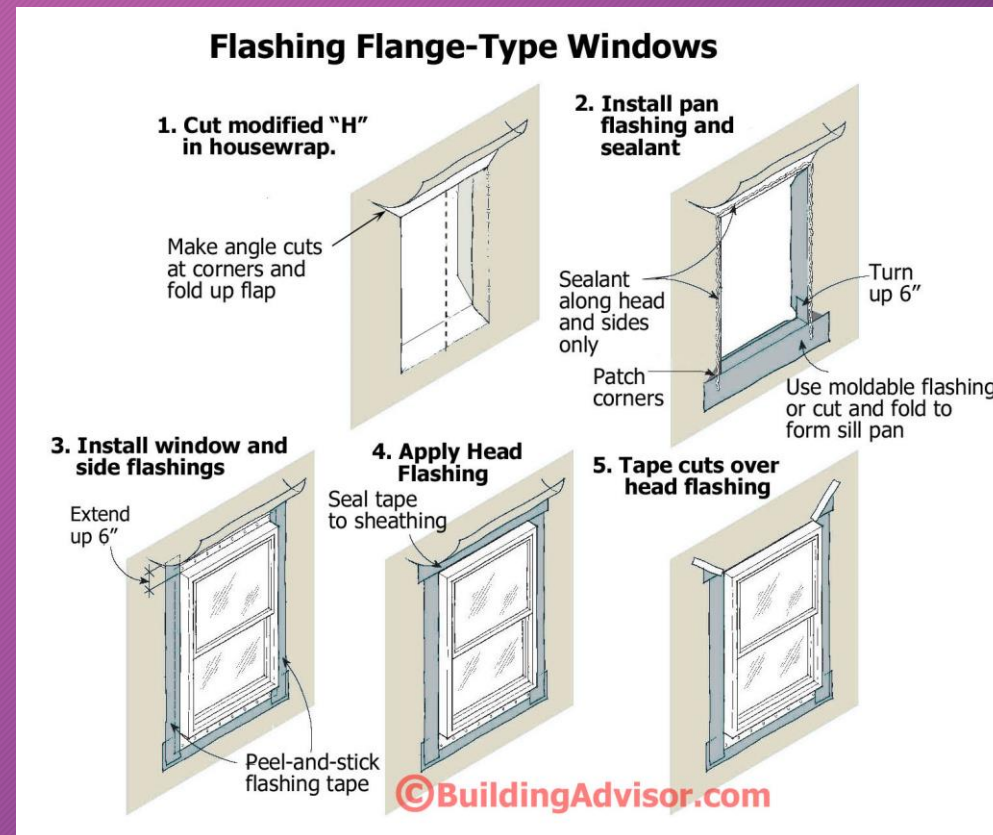 Flashing Flange-Type Windows
1. Cut modified “H”
in housewrap.
Make angle cuts
at corners and
fold up flap
2. Install pan
flashing and
sealant
Sealant
along head
and sides
only
Patch
corners
Turn
up 6”
Use moldable flashing
or cut and fold to
form sill pan
3. Install window and
side flashings
Extend
up 6”
Peel-and-stick
flashing tape
4. Apply Head
Flashing
Seal tape
to sheathing
5. Tape cuts over
head flashing
©BuildingAdvisor.com